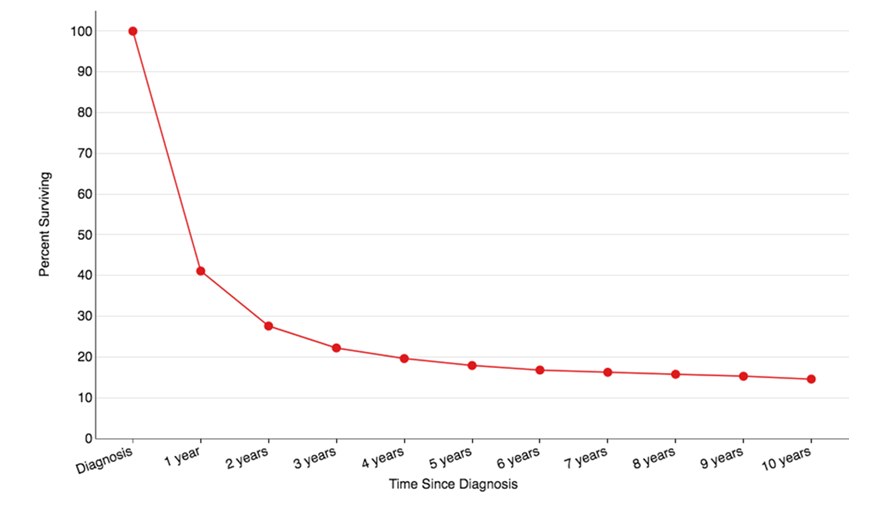 100
90
80
70
60
50
40
30
20
10
0
Percent Surviving
Diagnosis
1 year
2 years
3 years
4 years
5 years
6 years
7 years
8 years
9 years
10 years
Time Since Diagnosis